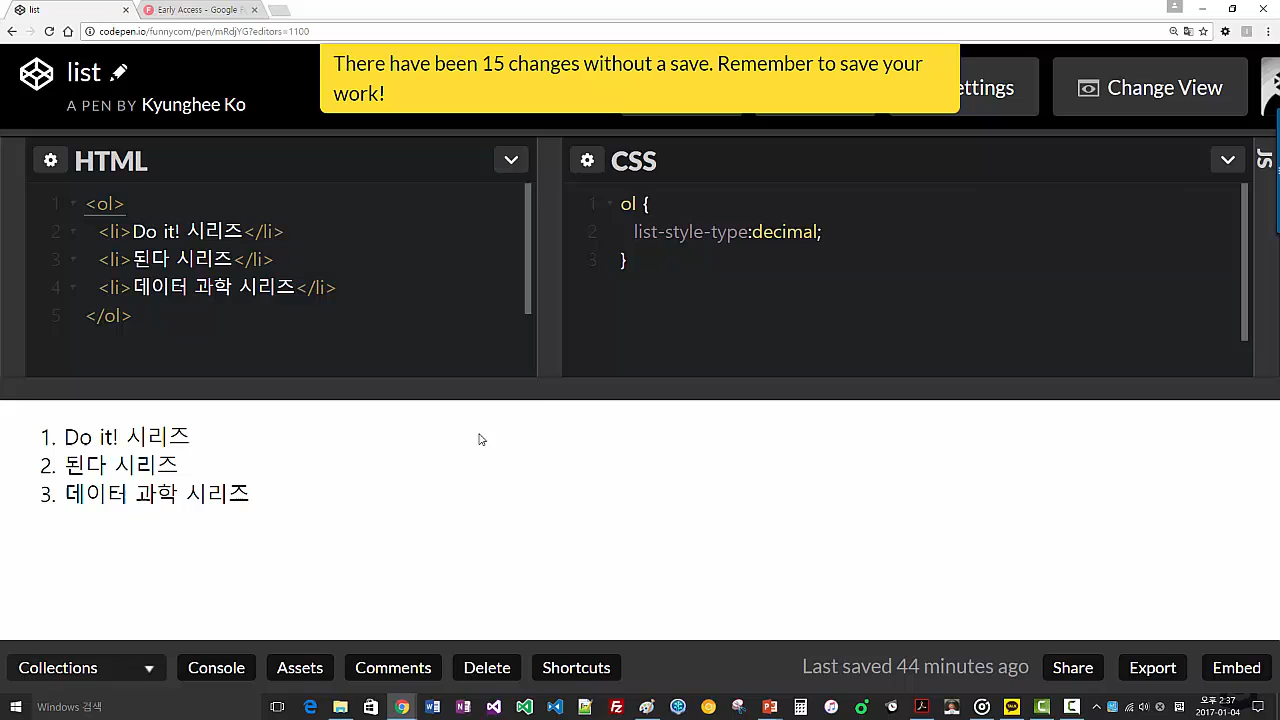 list
Early Access - Google F
codepen.io/funnycom/pen/mRdjYG?editors=1100
There have been 15 changes without a save. Remember to save your
work!
list
A PEN BY Kyunghee Ko
ettings
Change View
HTML
CSS
JS
1 <ol>
2 <li>Do it! 시리즈</li>
3 <li>된다 시리즈</li>
4 <li>데이터 과학 시리즈</li>
5 </ol>
1 ol {
2 list-style-type:decimal;
3 }
1. Do it! 시리즈
2. 된다 시리즈
3. 데이터 과학 시리즈
Collections
Console
Assets
Comments
Delete
Shortcuts
Last saved 44 minutes ago
Share
Export
Embed
Windows 검색
오후 2:37
2017-01-04